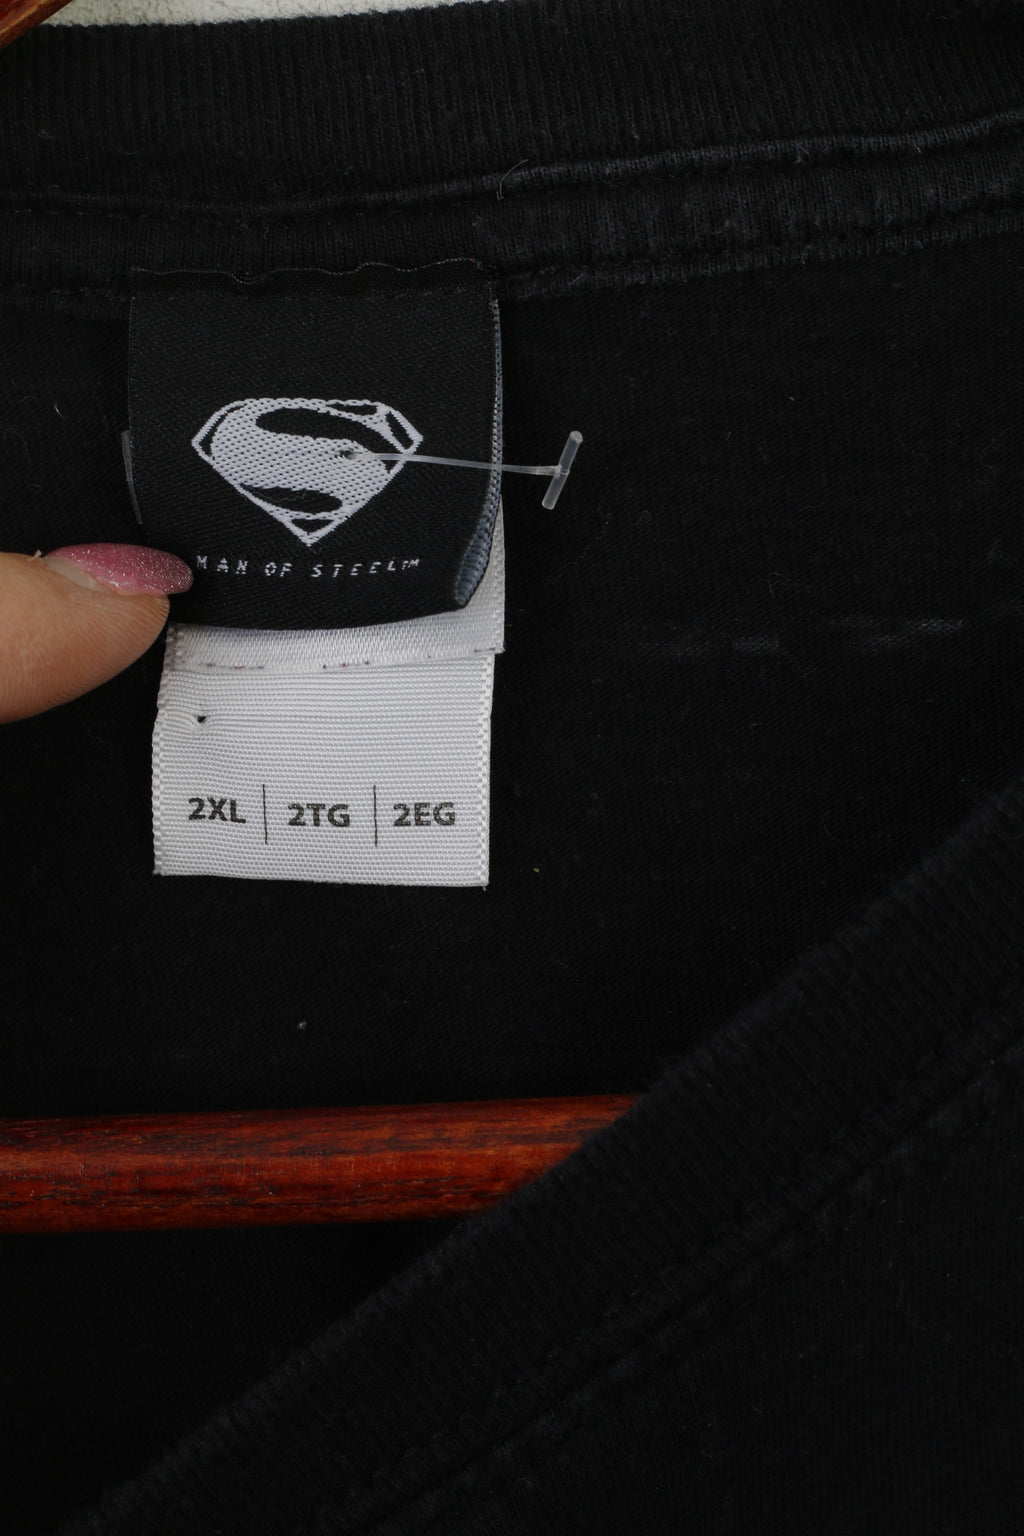 MAN OF STEEL™
2XL | 2TG | 2EG